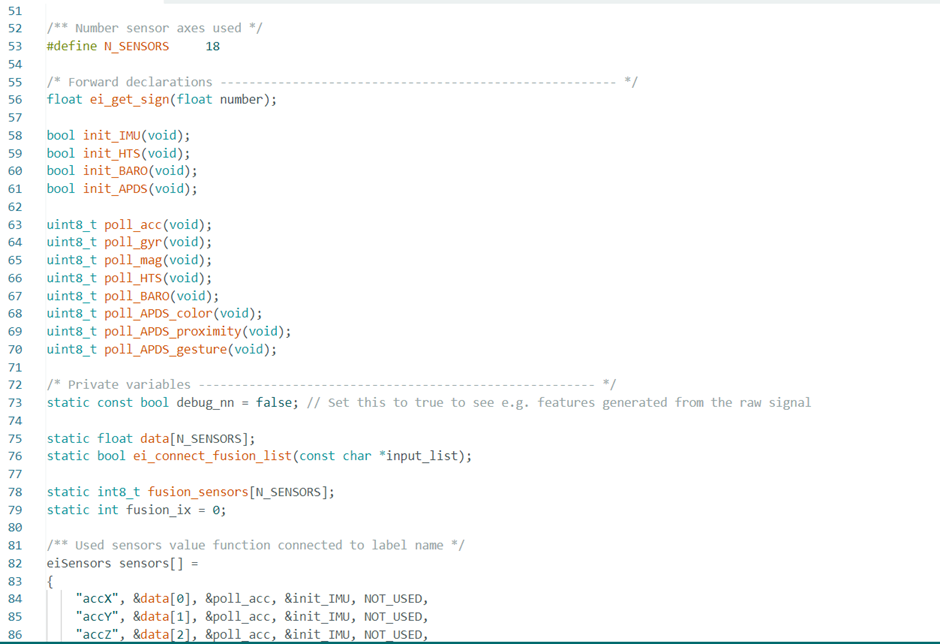 51
52 /** Number sensor axes used */
53 #define N_SENSORS     18
54
55 /* Forward declarations ------------------------------------------------------- */
56 float ei_get_sign(float number);
57
58 bool init_IMU(void);
59 bool init_HTS(void);
60 bool init_BARO(void);
61 bool init_APDS(void);
62
63 uint8_t poll_acc(void);
64 uint8_t poll_gyr(void);
65 uint8_t poll_mag(void);
66 uint8_t poll_HTS(void);
67 uint8_t poll_BARO(void);
68 uint8_t poll_APDS_color(void);
69 uint8_t poll_APDS_proximity(void);
70 uint8_t poll_APDS_gesture(void);
71
72 /* Private variables ------------------------------------------------------- */
73 static const bool debug_nn = false; // Set this to true to see e.g. features generated from the raw signal
74
75 static float data[N_SENSORS];
76 static bool ei_connect_fusion_list(const char *input_list);
77
78 static int8_t fusion_sensors[N_SENSORS];
79 static int fusion_ix = 0;
80
81 /** Used sensors value function connected to label name */
82 eiSensors sensors[] =
83 {
84     "accX", &data[0], &poll_acc, &init_IMU, NOT_USED,
85     "accY", &data[1], &poll_acc, &init_IMU, NOT_USED,
86     "accZ", &data[2], &poll_acc, &init_IMU, NOT_USED,